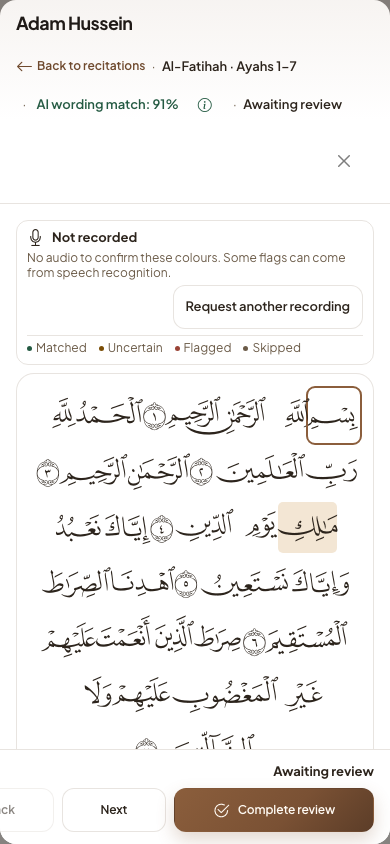 Adam Hussein
← Back to recitations · Al-Fatihah · Ayahs 1–7
· AI wording match: 91% · Awaiting review
Not recorded
No audio to confirm these colours. Some flags can come
from speech recognition.
Request another recording
Matched Uncertain Flagged Skipped
بِسْمِ ٱللَّهِ ٱلرَّحْمَٰنِ ٱلرَّحِيمِ ١ ٱلْحَمْدُ لِلَّهِ
رَبِّ ٱلْعَٰلَمِينَ ٢ ٱلرَّحْمَٰنِ ٱلرَّحِيمِ ٣
مَٰلِكِ يَوْمِ ٱلدِّينِ ٤ إِيَّاكَ نَعْبُدُ
وَإِيَّاكَ نَسْتَعِينُ ٥ ٱهْدِنَا ٱلصِّرَٰطَ
ٱلْمُسْتَقِيمَ ٦ صِرَٰطَ ٱلَّذِينَ أَنْعَمْتَ عَلَيْهِمْ
غَيْرِ ٱلْمَغْضُوبِ عَلَيْهِمْ وَلَا
Awaiting review
Next
Complete review